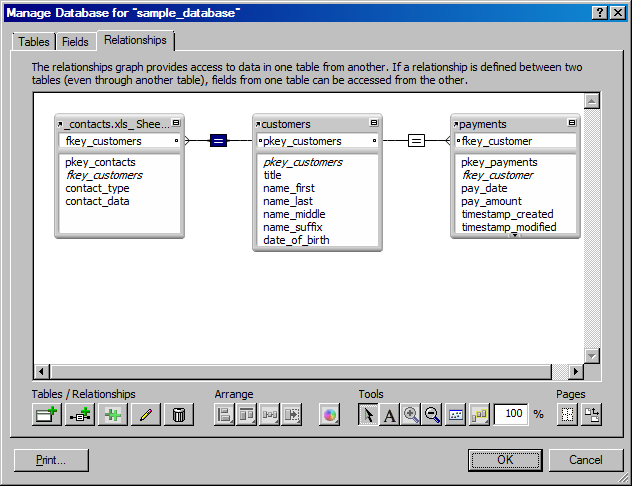 Manage Database for "sample_database"
Tables
Fields
Relationships
The relationships graph provides access to data in one table from another. If a relationship is defined between two
tables (even through another table), fields from one table can be accessed from the other.
_contacts.xls_ Shee...
fkey_customers
pkey_contacts
fkey_customers
contact_type
contact_data
customers
pkey_customers
pkey_customers
title
name_first
name_last
name_middle
name_suffix
date_of_birth
payments
fkey_customer
pkey_payments
fkey_customer
pay_date
pay_amount
timestamp_created
timestamp_modified
Tables / Relationships
Arrange
Tools
Pages
A
100 %
Print...
OK
Cancel